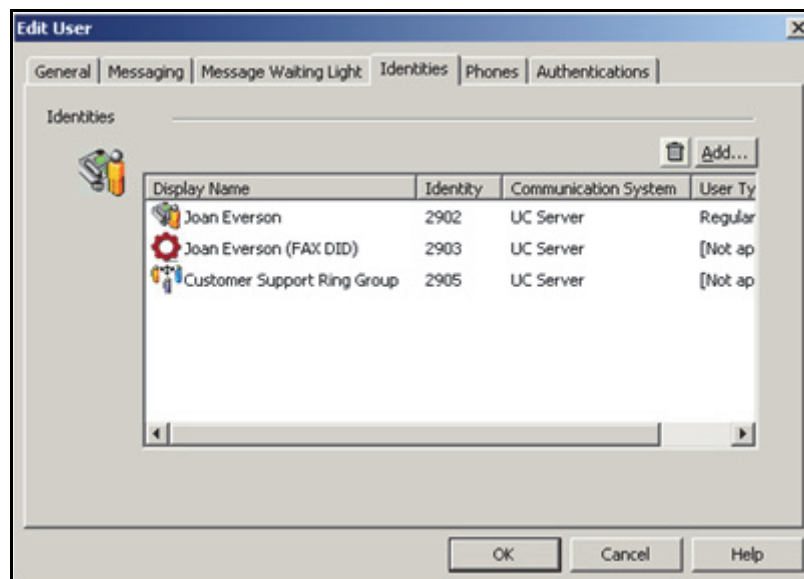 Edit User
General Messaging Message Waiting Light Identities Phones Authentications
Identities
Add...
Display Name Identity Communication System User Ty
Joan Everson 2902 UC Server Regular
Joan Everson (FAX DID) 2903 UC Server [Not ap
Customer Support Ring Group 2905 UC Server [Not ap
OK Cancel Help